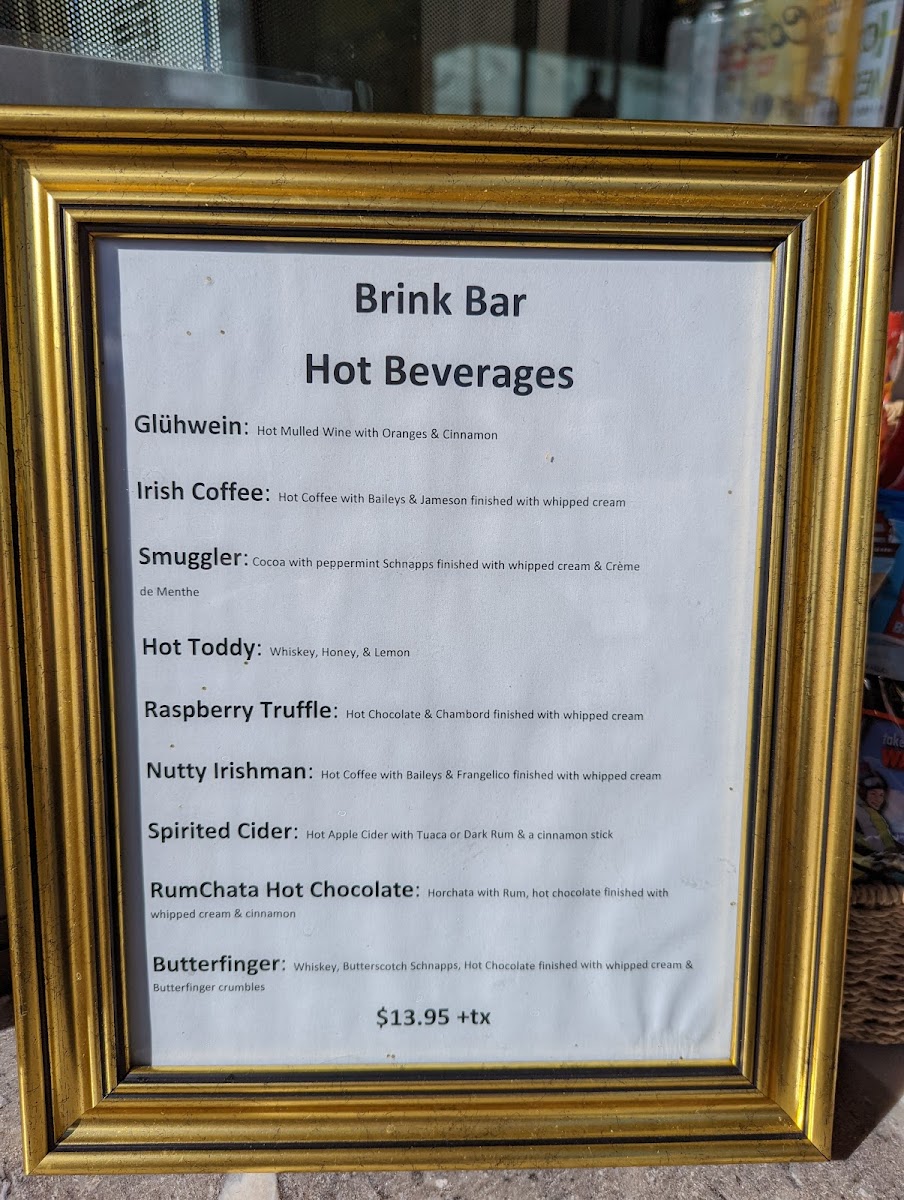 Brink Bar
Hot Beverages
Glühwein: Hot Mulled Wine with Oranges & Cinnamon
Irish Coffee: Hot Coffee with Baileys & Jameson finished with whipped cream
Smuggler: Cocoa with peppermint Schnapps finished with whipped cream & Crème
de Menthe
Hot Toddy: Whiskey, Honey, & Lemon
Raspberry Truffle: Hot Chocolate & Chambord finished with whipped cream
Nutty Irishman: Hot Coffee with Baileys & Frangelico finished with whipped cream
Spirited Cider: Hot Apple Cider with Tuaca or Dark Rum & a cinnamon stick
RumChata Hot Chocolate: Horchata with Rum, hot chocolate finished with
whipped cream & cinnamon
Butterfinger: Whiskey, Butterscotch Schnapps, Hot Chocolate finished with whipped cream &
Butterfinger crumbles
$13.95 +tx